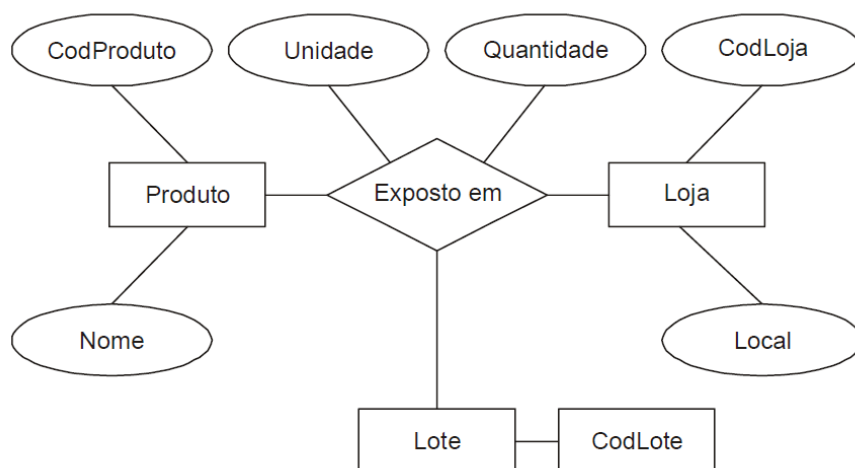 CodProduto
Unidade
Quantidade
CodLoja
Produto
Exposto em
Loja
Nome
Local
Lote
CodLote